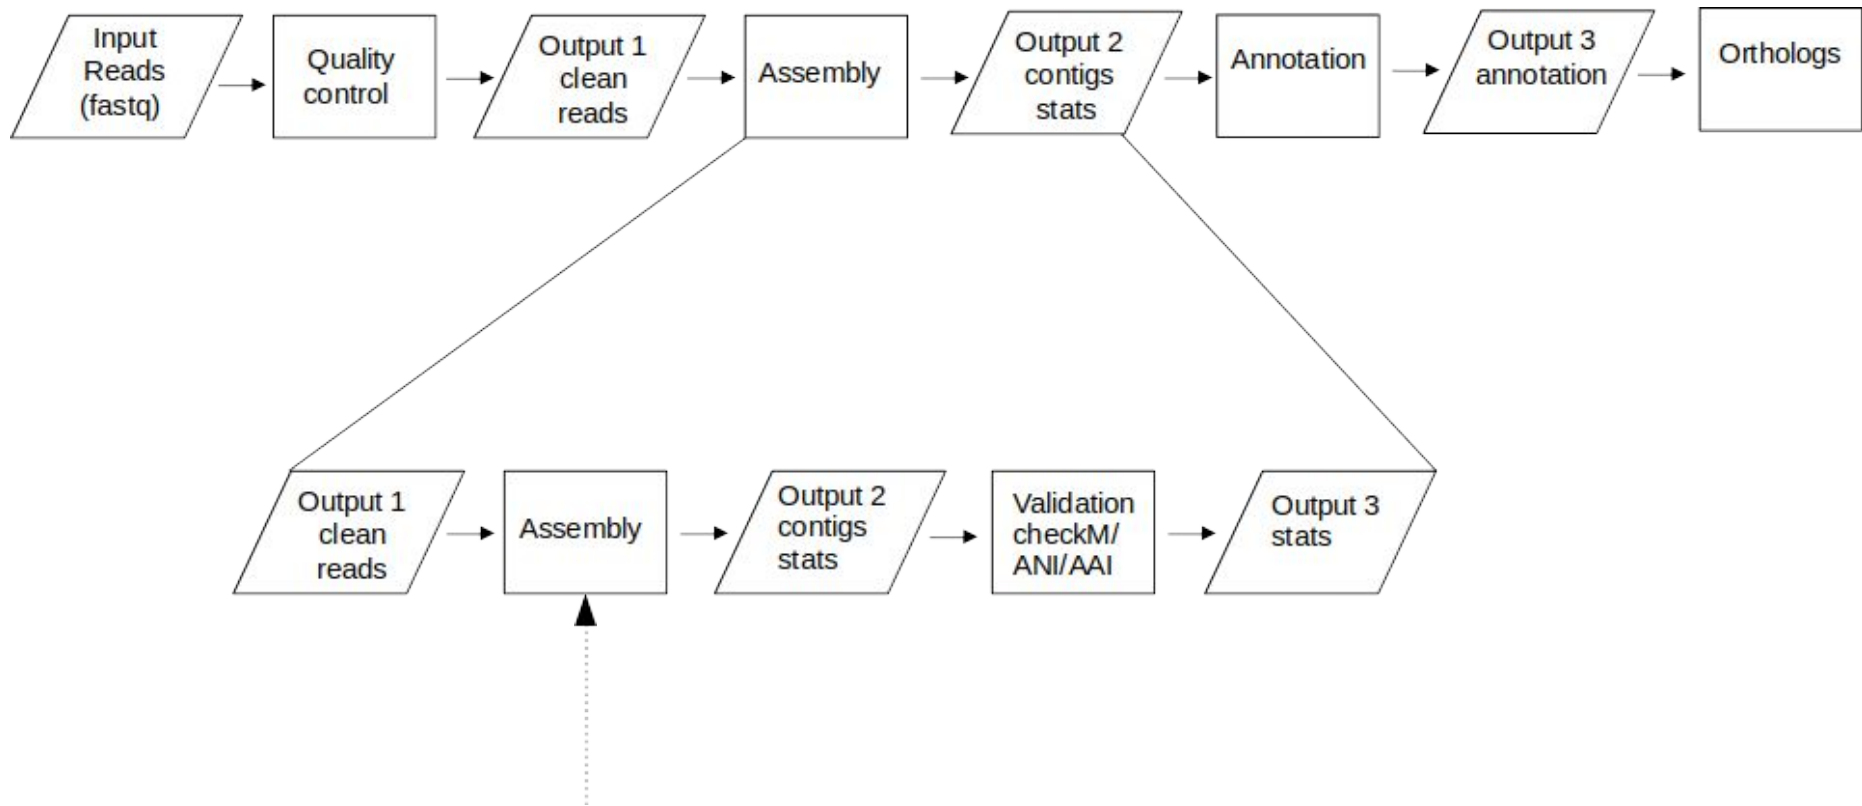 Input
Reads
(fastq)
Quality
control
Output 1
clean
reads
Assembly
Output 2
contigs
stats
Annotation
Output 3
annotation
Orthologs
Output 1
clean
reads
Assembly
Output 2
contigs
stats
Validation
checkM/
ANI/AAI
Output 3
stats